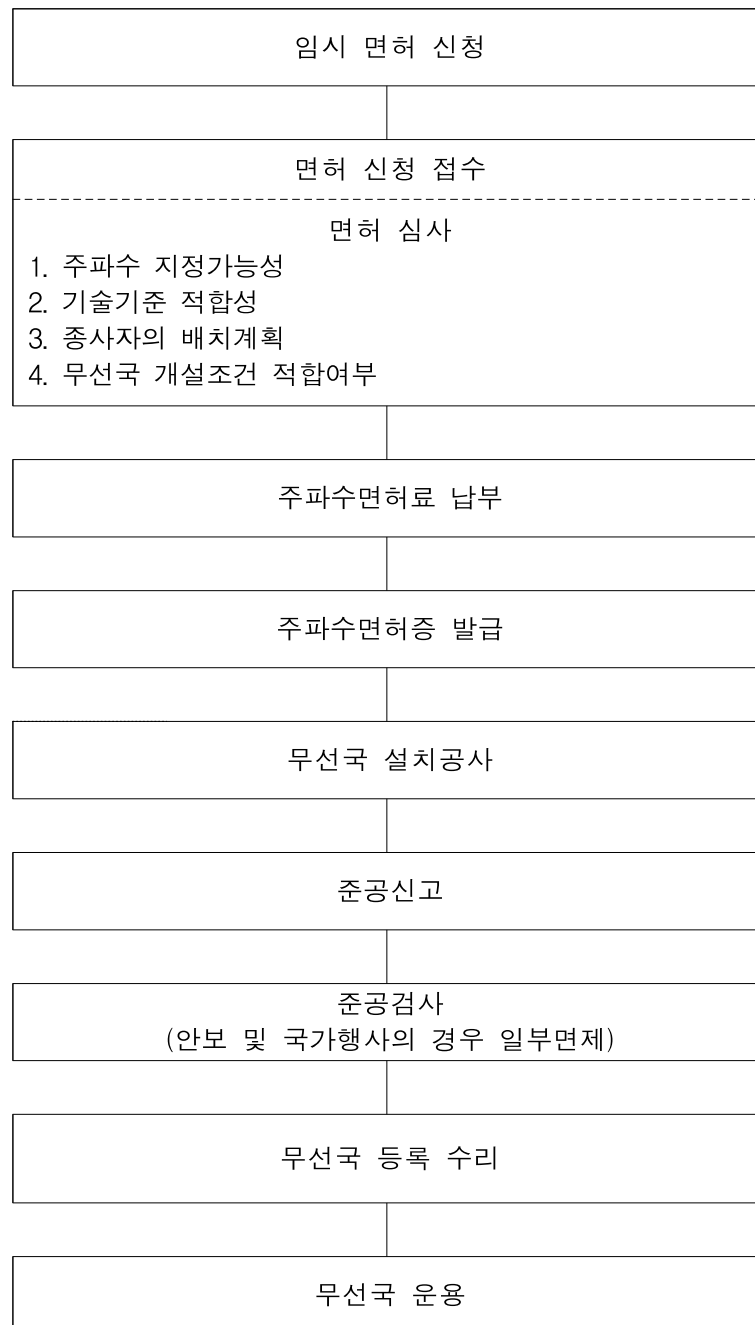 임시 면허 신청
면허 신청 접수
면허 심사
1. 주파수 지정가능성
2. 기술기준 적합성
3. 종사자의 배치계획
4. 무선국 개설조건 적합여부
주파수면허료 납부
주파수면허증 발급
무선국 설치공사
준공신고
준공검사
(안보 및 국가행사의 경우 일부면제)
무선국 등록 수리
무선국 운용